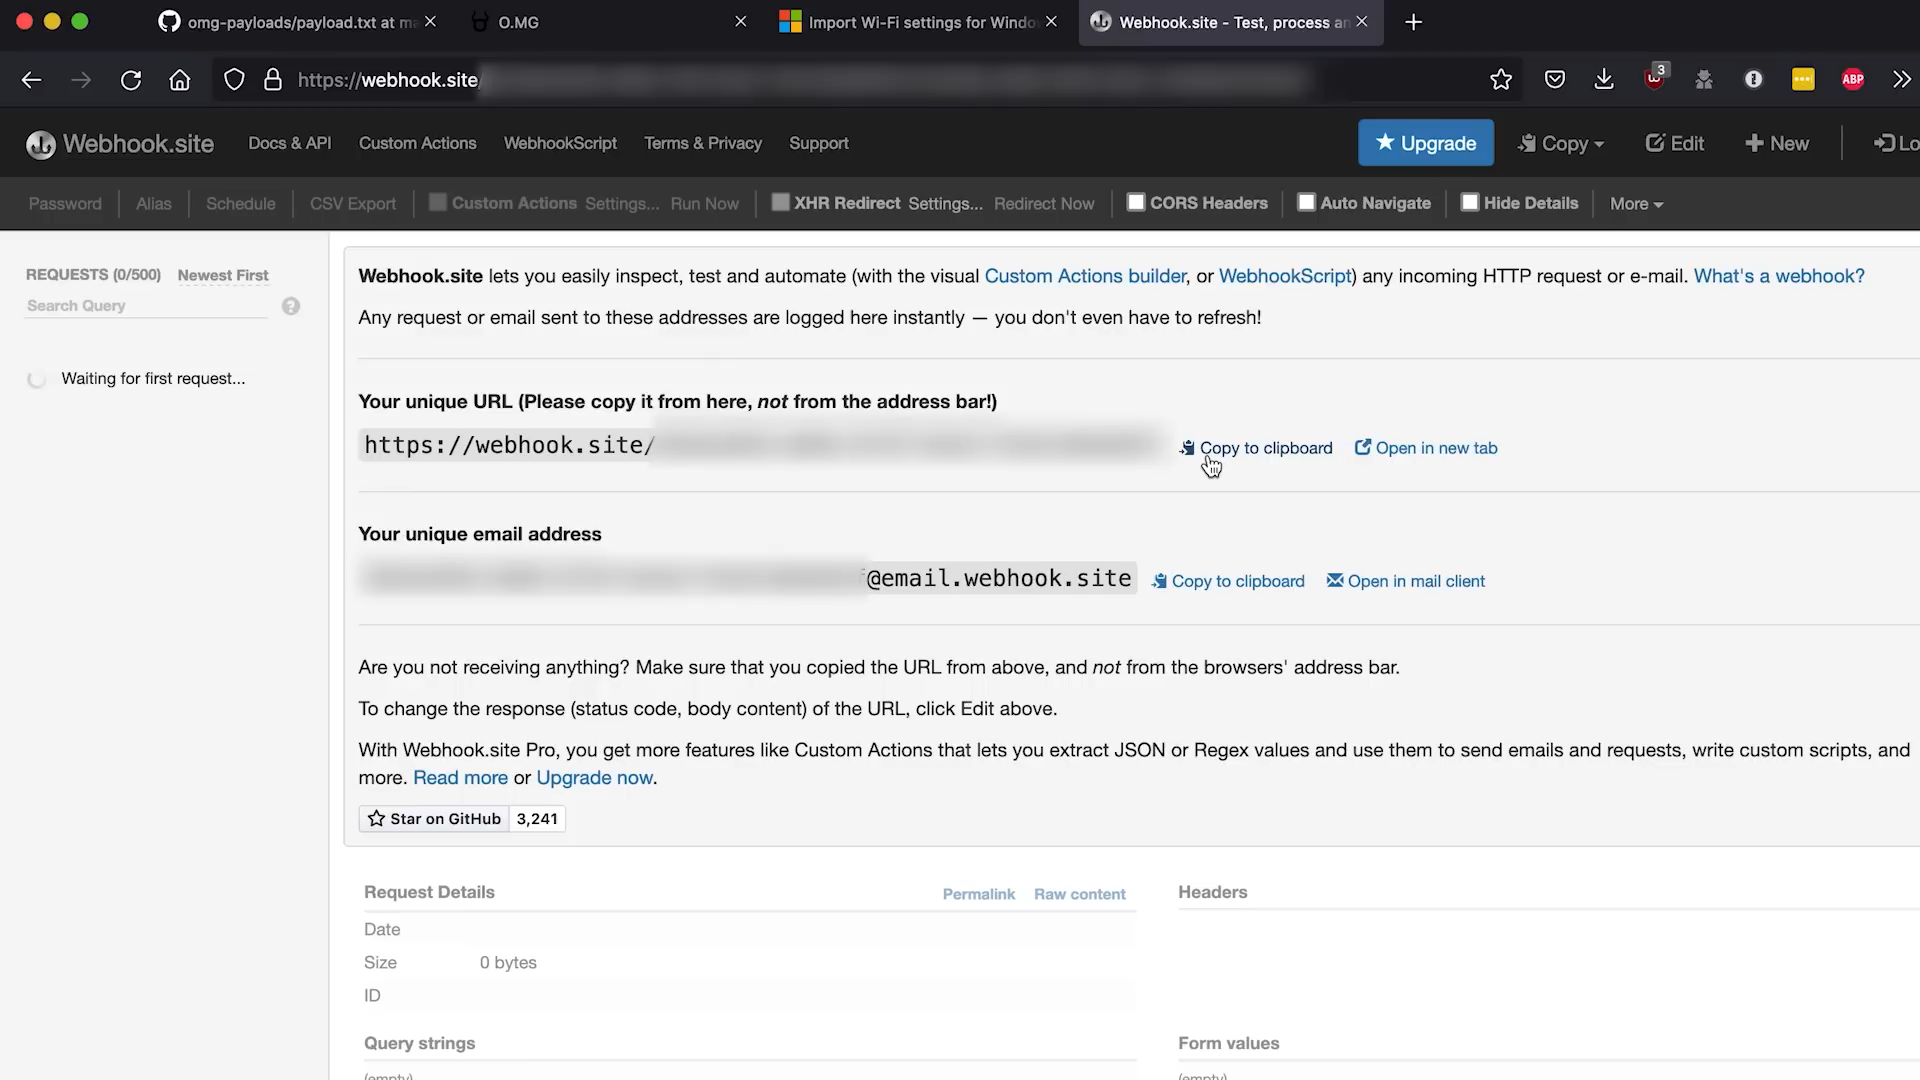 omg-payloads/payload.txt at ma
O.MG
Import Wi-Fi settings for Windo
Webhook.site - Test, process an
https://webhook.site/
3
ABP
Webhook.site
Docs & API
Custom Actions
WebhookScript
Terms & Privacy
Support
Upgrade
Copy
Edit
New
Lo
Password
Alias
Schedule
CSV Export
Custom Actions Settings... Run Now
XHR Redirect Settings... Redirect Now
CORS Headers
Auto Navigate
Hide Details
More
REQUESTS (0/500) Newest First
Search Query
?
Waiting for first request...
Webhook.site lets you easily inspect, test and automate (with the visual Custom Actions builder, or WebhookScript) any incoming HTTP request or e-mail. What's a webhook?
Any request or email sent to these addresses are logged here instantly — you don't even have to refresh!
Your unique URL (Please copy it from here, not from the address bar!)
https://webhook.site/
Copy to clipboard
Open in new tab
Your unique email address
@email.webhook.site
Copy to clipboard
Open in mail client
Are you not receiving anything? Make sure that you copied the URL from above, and not from the browsers' address bar.
To change the response (status code, body content) of the URL, click Edit above.
With Webhook.site Pro, you get more features like Custom Actions that lets you extract JSON or Regex values and use them to send emails and requests, write custom scripts, and
more. Read more or Upgrade now.
Star on GitHub 3,241
Request Details
Permalink
Raw content
Headers
Date
Size 0 bytes
ID
Query strings
Form values
(empty)
(empty)